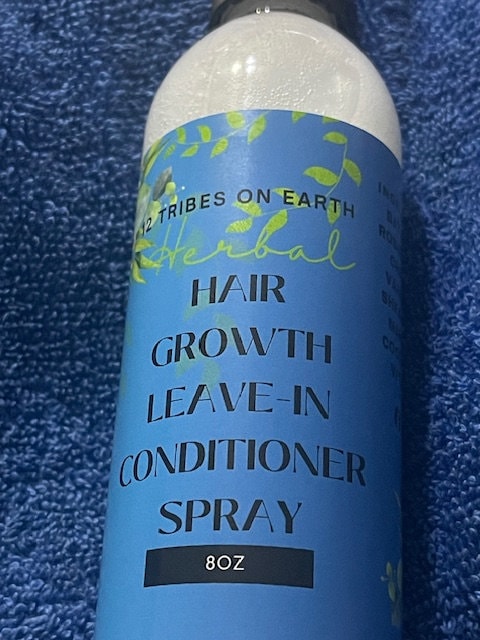 12 TRIBES ON EARTH
Herbal
HAIR
GROWTH
LEAVE-IN
CONDITIONER
SPRAY
8OZ